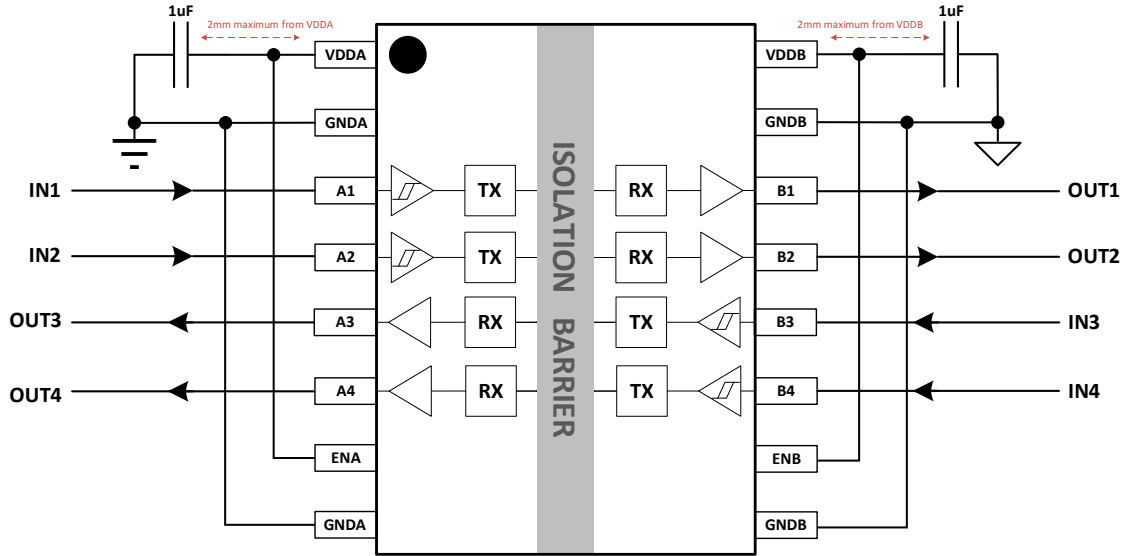 1uF
2mm maximum from VDDA
2mm maximum from VDDB
1uF
VDDA
VDDB
GNDA
GNDB
IN1
A1
TX
RX
B1
OUT1
IN2
A2
TX
RX
B2
OUT2
OUT3
A3
RX
TX
B3
IN3
OUT4
A4
RX
TX
B4
IN4
ENA
ENB
GNDA
GNDB
ISOLATION BARRIER